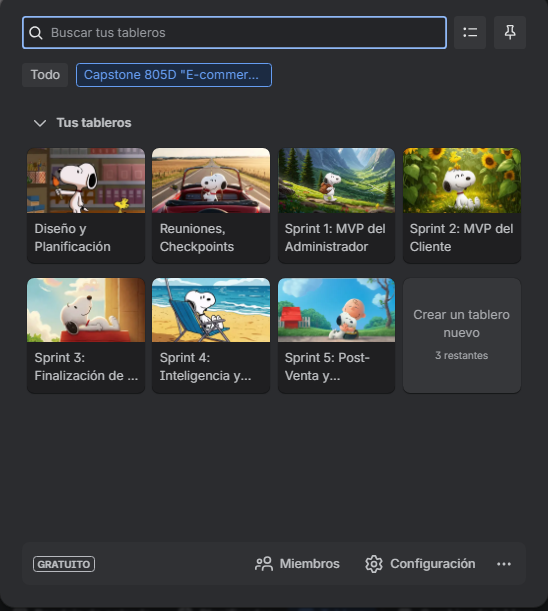 Buscar tus tableros
Todo
Capstone 805D "E-commer...
Tus tableros
Diseño y
Planificación
Reuniones,
Checkpoints
Sprint 1: MVP del
Administrador
Sprint 2: MVP del
Cliente
Sprint 3:
Finalización de ...
Sprint 4:
Inteligencia y...
Sprint 5: Post-
Venta y...
Crear un tablero
nuevo
3 restantes
GRATUITO
Miembros
Configuración